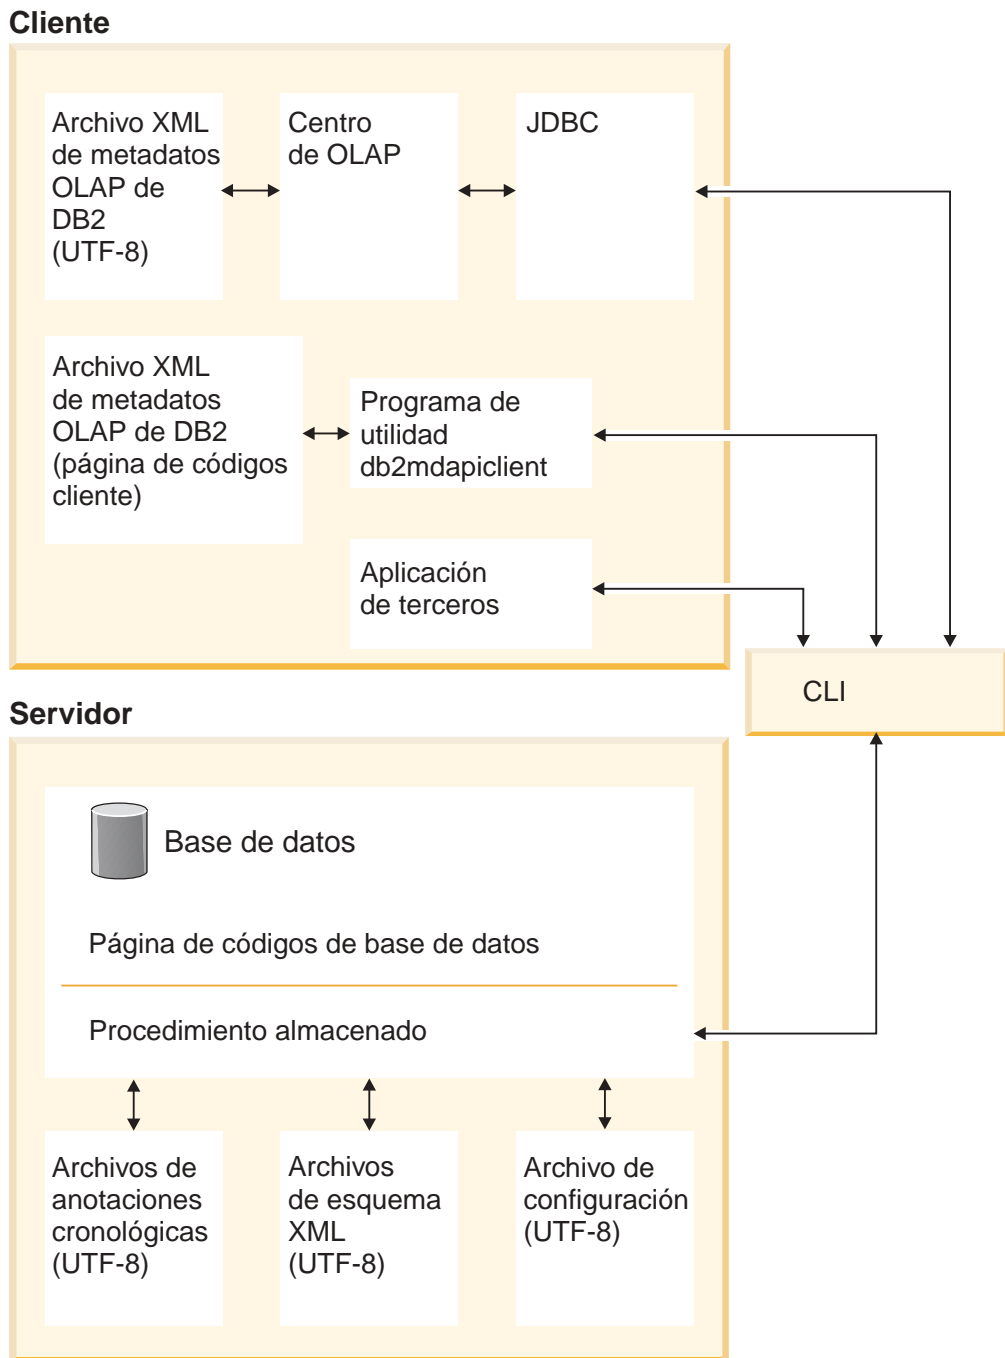 Cliente
Archivo XML
de metadatos
OLAP de
DB2
(UTF-8)
Centro
de OLAP
JDBC
Archivo XML
de metadatos
OLAP de DB2
(página de códigos
cliente)
Programa de
utilidad
db2mdapiclient
Aplicación
de terceros
CLI
Servidor
Base de datos
Página de códigos de base de datos
Procedimiento almacenado
Archivos de
anotaciones
cronológicas
(UTF-8)
Archivos
de esquema
XML
(UTF-8)
Archivo de
configuración
(UTF-8)